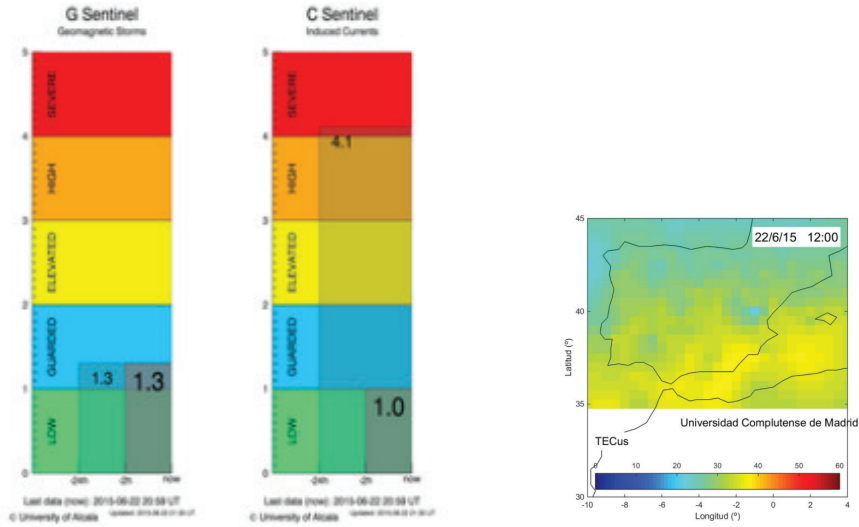 G Sentinel
Geomagnetic Storms
5
4
3
2
1
0
SEVERE
HIGH
ELEVATED
GUARDED
LOW
1.3
1.3
-24h
-2h
now
Last data (now): 2015-06-22 20:59 UT
© University of Alcala
C Sentinel
Induced Currents
5
4
3
2
1
0
SEVERE
HIGH
ELEVATED
GUARDED
LOW
4.1
1.0
-24h
-2h
now
Last data (now): 2015-06-22 20:59 UT
© University of Alcala
22/6/15 12:00
45
40
35
30
Latitud (º)
Universidad Complutense de Madrid
TECus
0 10 20 30 40 50 60
-10 -8 -6 -4 -2 0 2 4
Longitud (º)